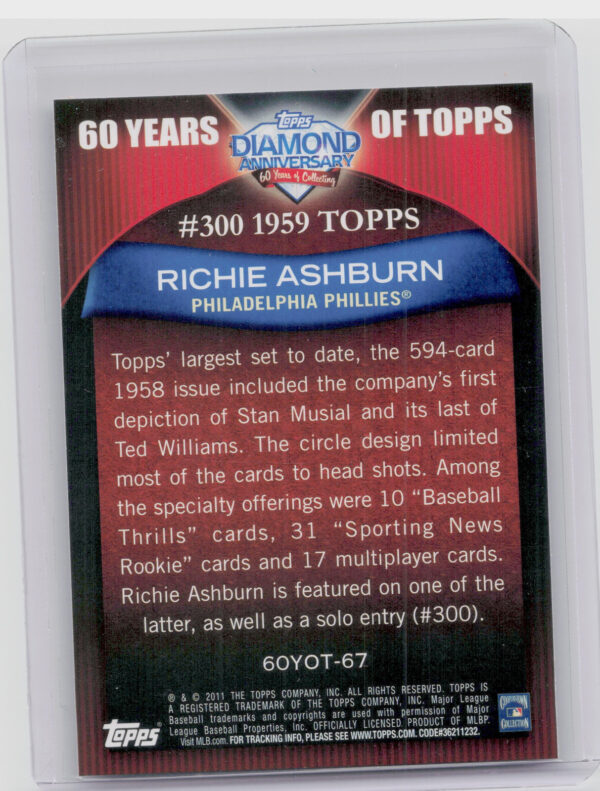 60 YEARS OF TOPPS
Topps
DIAMOND
ANNIVERSARY
60 Years of Collecting
#300 1959 TOPPS
RICHIE ASHBURN
PHILADELPHIA PHILLIES®
Topps' largest set to date, the 594-card
1958 issue included the company's first
depiction of Stan Musial and its last of
Ted Williams. The circle design limited
most of the cards to head shots. Among
the specialty offerings were 10 "Baseball
Thrills" cards, 31 "Sporting News
Rookie" cards and 17 multiplayer cards.
Richie Ashburn is featured on one of the
latter, as well as a solo entry (#300).
60YOT-67
® & © 2011 THE TOPPS COMPANY, INC. ALL RIGHTS RESERVED. TOPPS IS
A REGISTERED TRADEMARK OF THE TOPPS COMPANY, INC. Major League
Baseball trademarks and copyrights are used with permission of Major
League Baseball Properties, Inc. OFFICIALLY LICENSED PRODUCT OF MLBP.
Visit MLB.com. FOR TRACKING INFO, PLEASE SEE WWW.TOPPS.COM. CODE#36211232.
Topps
COOPERSTOWN
COLLECTION